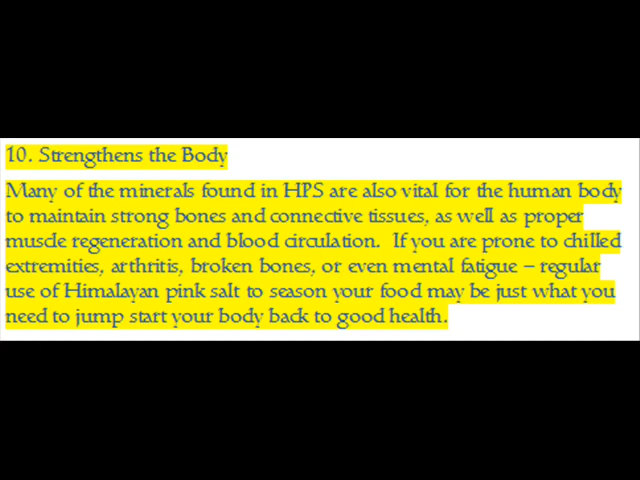 10. Strengthens the Body
Many of the minerals found in HPS are also vital for the human body
to maintain strong bones and connective tissues, as well as proper
muscle regeneration and blood circulation.  If you are prone to chilled
extremities, arthritis, broken bones, or even mental fatigue – regular
use of Himalayan pink salt to season your food may be just what you
need to jump start your body back to good health.